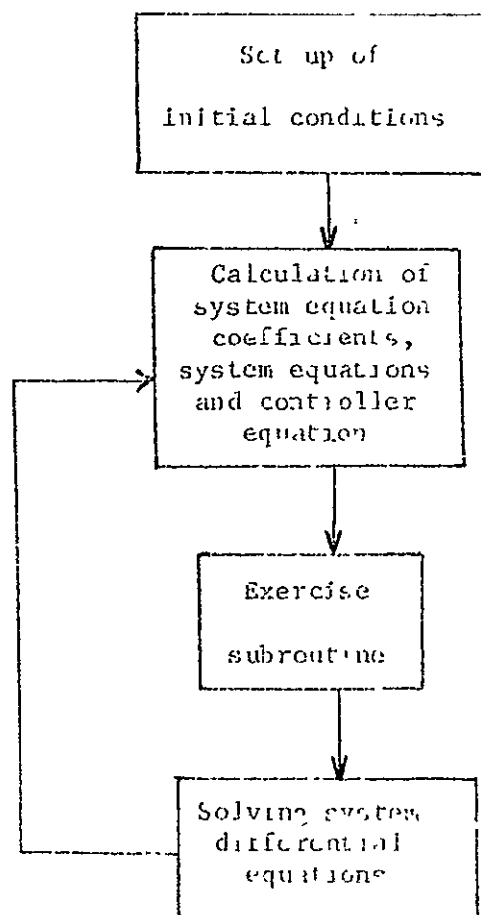 Set up of
initial conditions
Calculation of
system equation
coefficients,
system equations
and controller
equation
Exercise
subroutine
Solving system
differential
equations